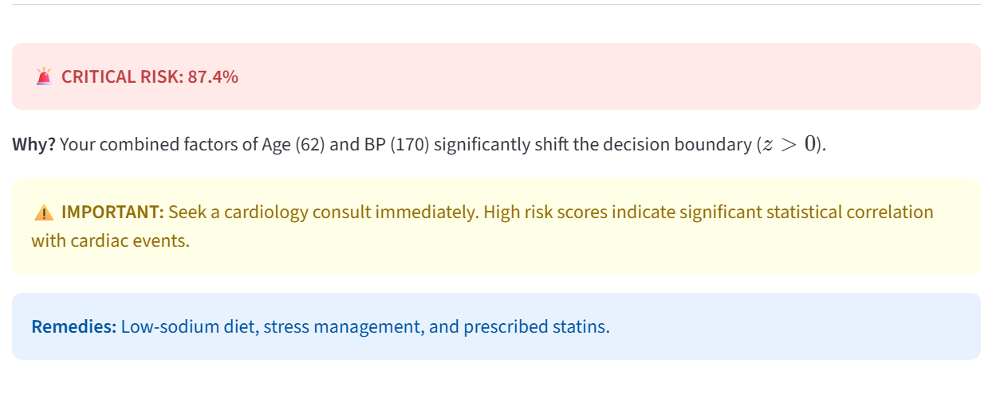 🚨 CRITICAL RISK: 87.4%
Why? Your combined factors of Age (62) and BP (170) significantly shift the decision boundary (z > 0).
⚠️ IMPORTANT: Seek a cardiology consult immediately. High risk scores indicate significant statistical correlation
with cardiac events.
Remedies: Low-sodium diet, stress management, and prescribed statins.